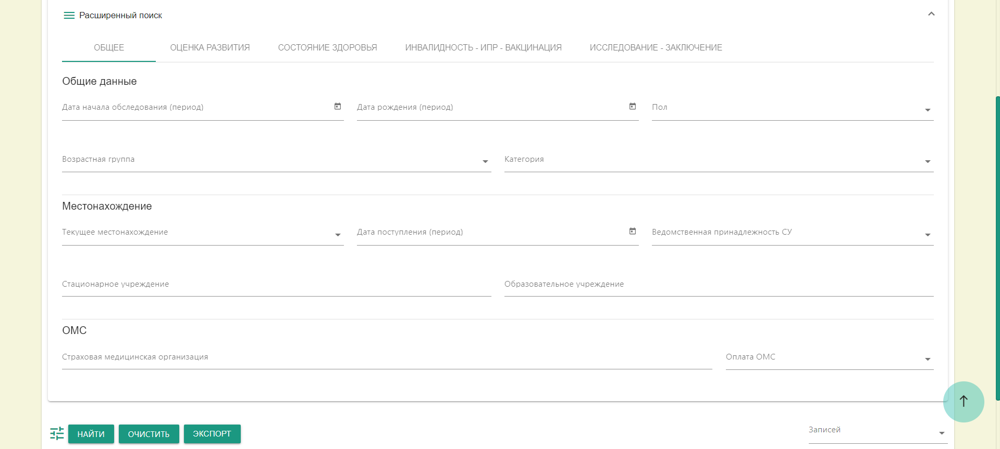 Расширенный поиск
ОБЩЕЕ ОЦЕНКА РАЗВИТИЯ СОСТОЯНИЕ ЗДОРОВЬЯ ИНВАЛИДНОСТЬ - ИПР - ВАКЦИНАЦИЯ ИССЛЕДОВАНИЕ - ЗАКЛЮЧЕНИЕ
Общие данные
Дата начала обследования (период) Дата рождения (период) Пол
Возрастная группа Категория
Местонахождение
Текущее местонахождение Дата поступления (период) Ведомственная принадлежность СУ
Стационарное учреждение Образовательное учреждение
ОМС
Страховая медицинская организация Оплата ОМС
НАЙТИ ОЧИСТИТЬ ЭКСПОРТ Записей